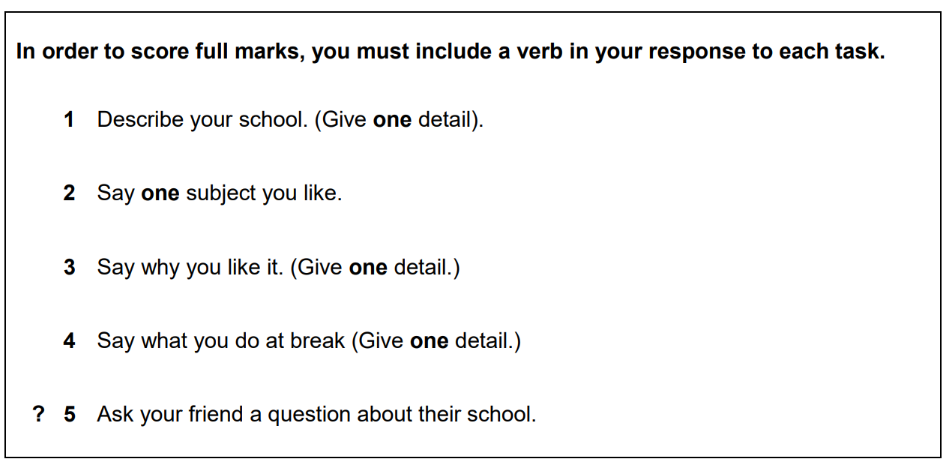 In order to score full marks, you must include a verb in your response to each task.
1 Describe your school. (Give one detail).
2 Say one subject you like.
3 Say why you like it. (Give one detail.)
4 Say what you do at break (Give one detail.)
? 5 Ask your friend a question about their school.